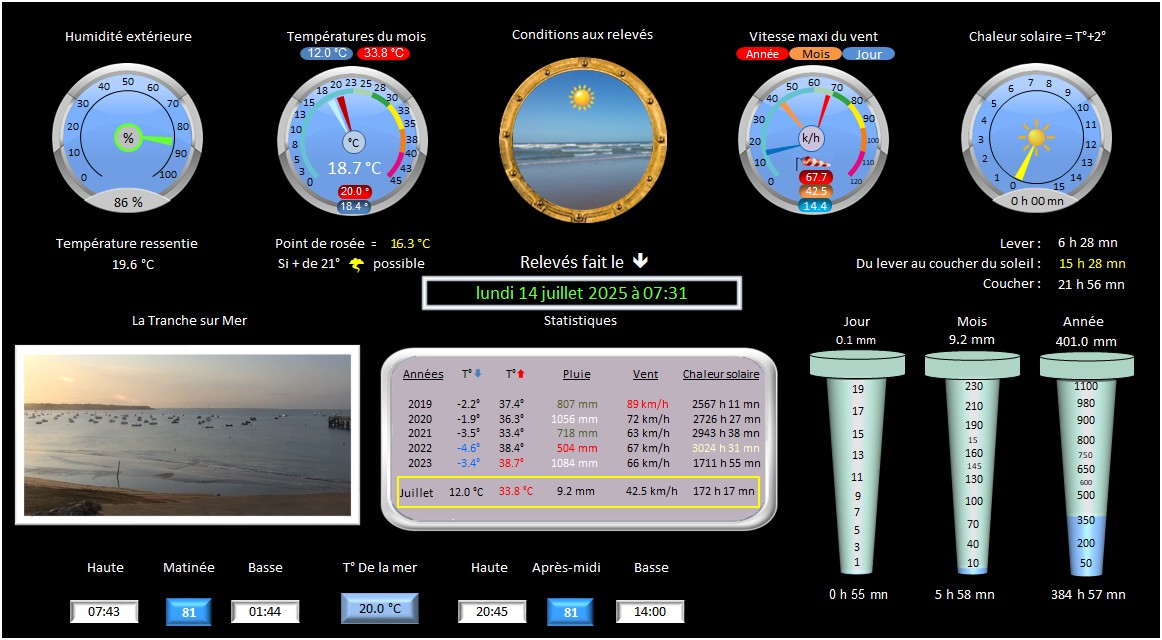 Humidité extérieure
Températures du mois
12.0 °C 33.8 °C
Conditions aux relevés
Vitesse maxi du vent
Année Mois Jour
Chaleur solaire = T°+2°
0 10 20 30 40 50 60 70 80 90 100
%
86 %
0 3 5 8 10 13 15 18 20 23 25 28 30 33 35 38 40 43 45
°C
18.7 °C
20.0 °
18.4 °
0 10 20 30 40 50 60 70 80 90 100 110 120
k/h
67.7
42.5
14.4
0 1 2 3 4 5 6 7 8 9 10 11 12 13 14 15
0 h 00 mn
Température ressentie
19.6 °C
Point de rosée = 16.3 °C
Si + de 21° possible
Relevés fait le
lundi 14 juillet 2025 à 07:31
Lever : 6 h 28 mn
Du lever au coucher du soleil : 15 h 28 mn
Coucher : 21 h 56 mn
La Tranche sur Mer
Statistiques
Années T° T° Pluie Vent Chaleur solaire
2019 -2.2° 37.4° 807 mm 89 km/h 2567 h 11 mn
2020 -1.9° 36.3° 1056 mm 72 km/h 2726 h 27 mn
2021 -3.5° 33.4° 718 mm 63 km/h 2943 h 38 mn
2022 -4.6° 38.4° 504 mm 67 km/h 3024 h 31 mn
2023 -3.4° 38.7° 1084 mm 66 km/h 1711 h 55 mn
Juillet 12.0 °C 33.8 °C 9.2 mm 42.5 km/h 172 h 17 mn
Jour
0.1 mm
19
17
15
13
11
9
7
5
3
1
0 h 55 mn
Mois
9.2 mm
230
210
190
15
160
145
130
100
70
40
10
5 h 58 mn
Année
401.0 mm
1100
980
900
800
750
650
600
500
350
200
50
384 h 57 mn
Haute Matinée Basse T° De la mer Haute Après-midi Basse
07:43 81 01:44 20.0 °C 20:45 81 14:00